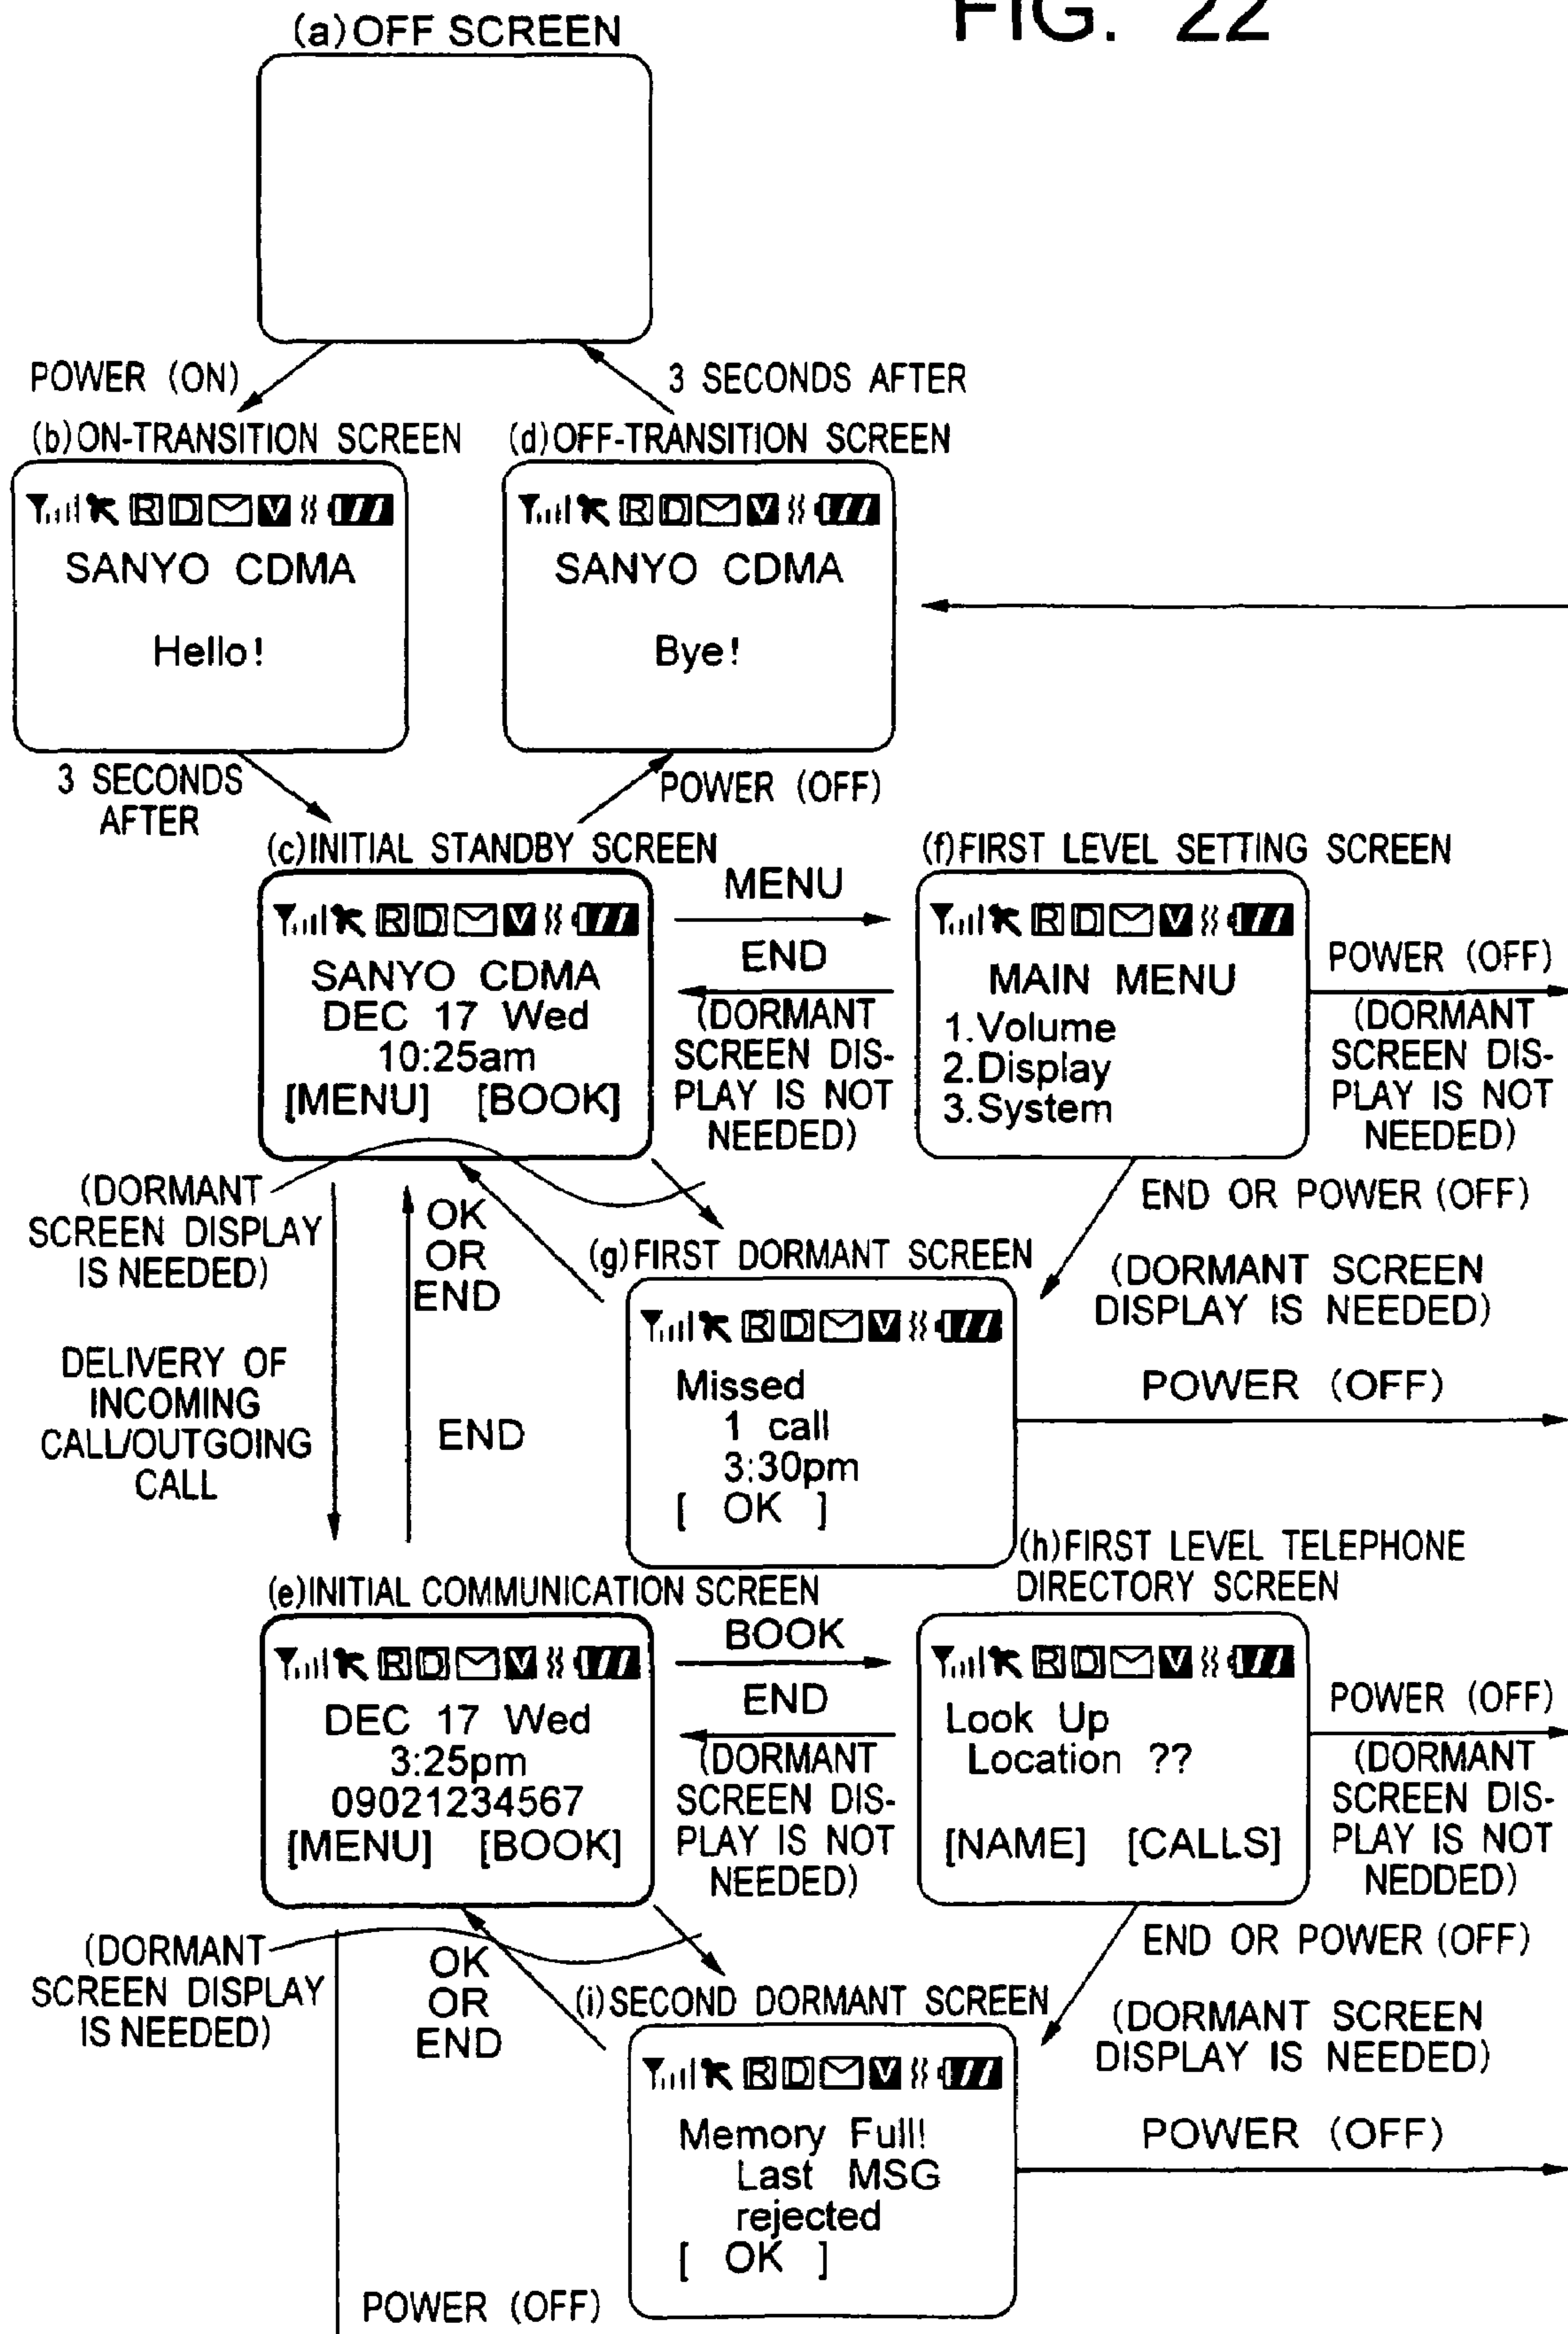 FIG. 22
(a)OFF SCREEN
POWER (ON)
3 SECONDS AFTER
(b)ON-TRANSITION SCREEN
(d)OFF-TRANSITION SCREEN
R D V
SANYO CDMA
Hello!
R D V
SANYO CDMA
Bye!
3 SECONDS
AFTER
POWER (OFF)
(c)INITIAL STANDBY SCREEN
(f)FIRST LEVEL SETTING SCREEN
R D V
SANYO CDMA
DEC 17 Wed
10:25am
[MENU] [BOOK]
MENU
END
(DORMANT
SCREEN DIS-
PLAY IS NOT
NEEDED)
R D V
MAIN MENU
1.Volume
2.Display
3.System
POWER (OFF)
(DORMANT
SCREEN DIS-
PLAY IS NOT
NEEDED)
(DORMANT
SCREEN DISPLAY
IS NEEDED)
OK
OR
END
END OR POWER (OFF)
(DORMANT SCREEN
DISPLAY IS NEEDED)
(g)FIRST DORMANT SCREEN
R D V
Missed
1 call
3:30pm
[ OK ]
POWER (OFF)
DELIVERY OF
INCOMING
CALL/OUTGOING
CALL
END
(e)INITIAL COMMUNICATION SCREEN
(h)FIRST LEVEL TELEPHONE
DIRECTORY SCREEN
R D V
DEC 17 Wed
3:25pm
09021234567
[MENU] [BOOK]
BOOK
END
(DORMANT
SCREEN DIS-
PLAY IS NOT
NEEDED)
R D V
Look Up
Location ??
[NAME] [CALLS]
POWER (OFF)
(DORMANT
SCREEN DIS-
PLAY IS NOT
NEDDED)
(DORMANT
SCREEN DISPLAY
IS NEEDED)
OK
OR
END
END OR POWER (OFF)
(DORMANT SCREEN
DISPLAY IS NEEDED)
(i)SECOND DORMANT SCREEN
R D V
Memory Full!
Last MSG
rejected
[ OK ]
POWER (OFF)
POWER (OFF)